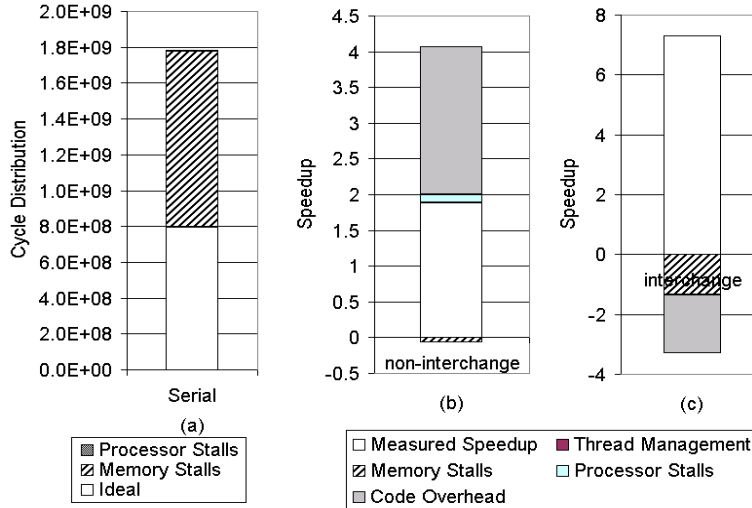 Cycle Distribution
2.0E+09
1.8E+09
1.6E+09
1.4E+09
1.2E+09
1.0E+09
8.0E+08
6.0E+08
4.0E+08
2.0E+08
0.0E+00
Serial
(a)
Processor Stalls
Memory Stalls
Ideal
Speedup
4.5
4
3.5
3
2.5
2
1.5
1
0.5
0
-0.5
non-interchange
(b)
Speedup
8
6
4
2
0
-2
-4
interchange
(c)
Measured Speedup
Thread Management
Memory Stalls
Processor Stalls
Code Overhead